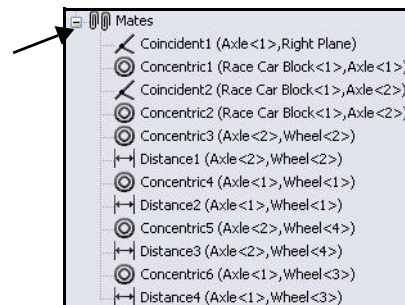 Mates
Coincident1 (Axle<1>,Right Plane)
Concentric1 (Race Car Block<1>,Axle<1>)
Coincident2 (Race Car Block<1>,Axle<2>)
Concentric2 (Race Car Block<1>,Axle<2>)
Concentric3 (Axle<2>,Wheel<2>)
Distance1 (Axle<2>,Wheel<2>)
Concentric4 (Axle<1>,Wheel<1>)
Distance2 (Axle<1>,Wheel<1>)
Concentric5 (Axle<2>,Wheel<4>)
Distance3 (Axle<2>,Wheel<4>)
Concentric6 (Axle<1>,Wheel<3>)
Distance4 (Axle<1>,Wheel<3>)